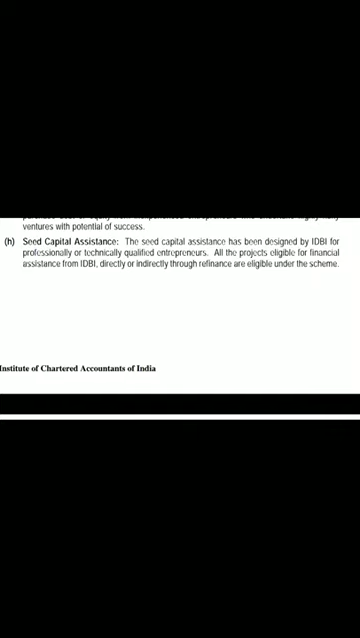 ventures with potential of success.
(h) Seed Capital Assistance: The seed capital assistance has been designed by IDBI for
professionally or technically qualified entrepreneurs. All the projects eligible for financial
assistance from IDBI, directly or indirectly through refinance are eligible under the scheme.
Institute of Chartered Accountants of India